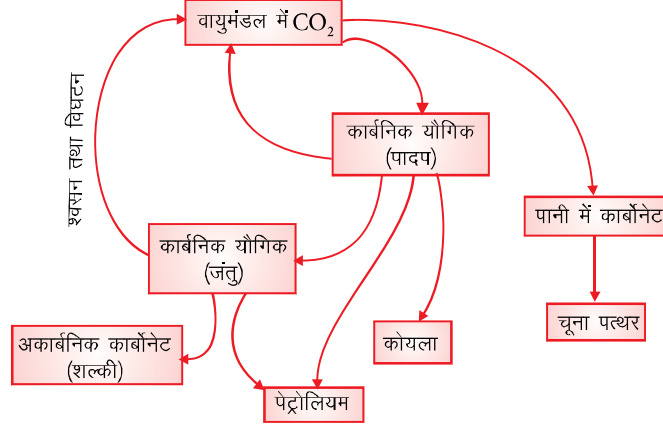 वायुमंडल में CO₂
श्वसन तथा विघटन
कार्बनिक यौगिक
(पादप)
पानी में कार्बोनेट
कार्बनिक यौगिक
(जंतु)
चूना पत्थर
कोयला
अकार्बनिक कार्बोनेट
(शल्की)
पेट्रोलियम